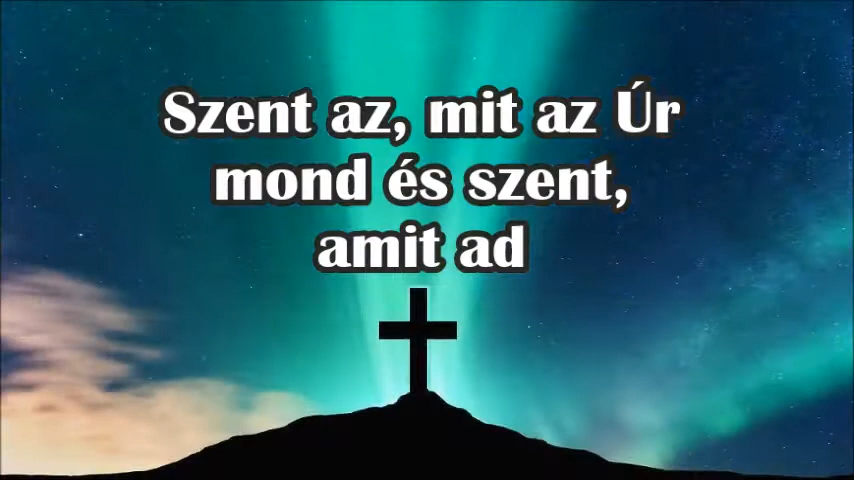 Szent az, mit az Úr
mond és szent,
amit ad